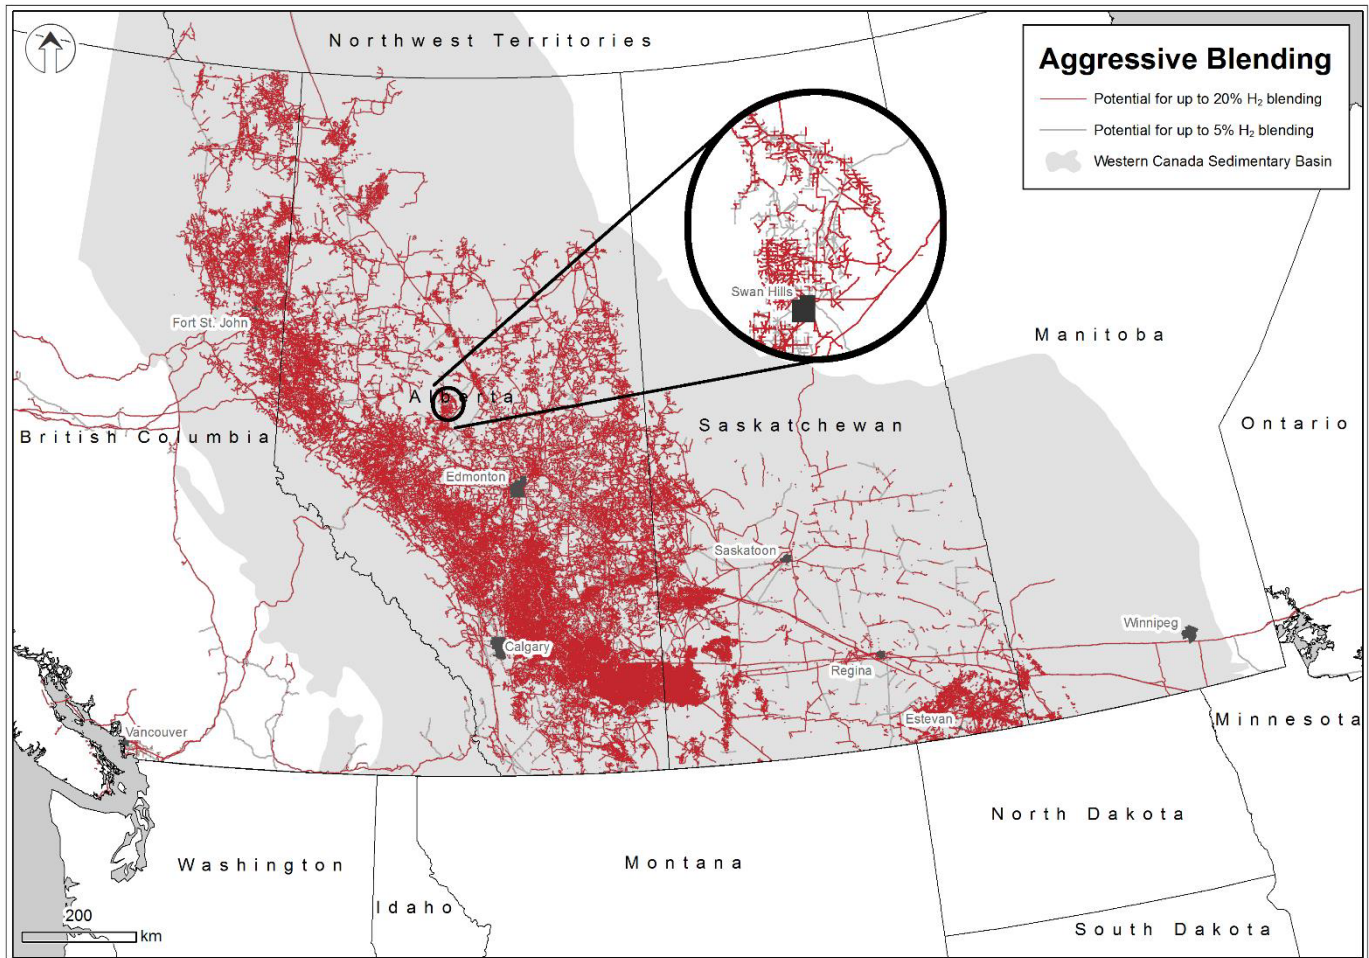 Northwest Territories
Aggressive Blending
Potential for up to 20% H₂ blending
Potential for up to 5% H₂ blending
Western Canada Sedimentary Basin
Swan Hills
Fort St. John
Manitoba
Alberta
British Columbia
Saskatchewan
Ontario
Edmonton
Saskatoon
Winnipeg
Calgary
Regina
Estevan
Vancouver
Minnesota
North Dakota
Washington
Montana
Idaho
200
km
South Dakota